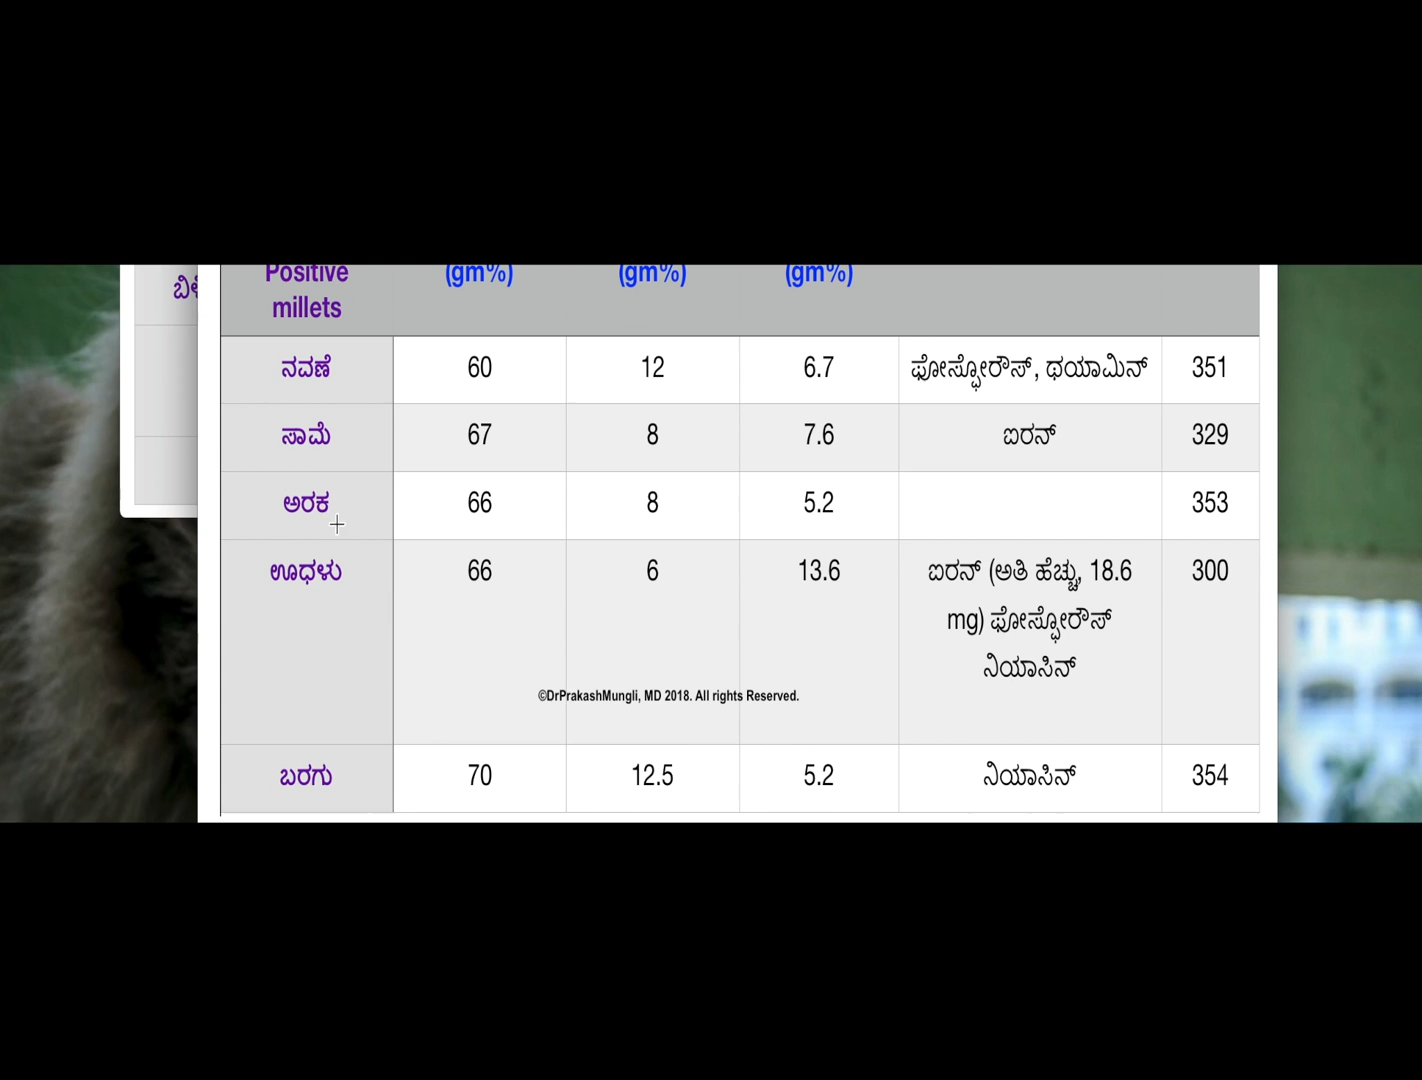 Positive (gm%) (gm%) (gm%)
millets
ನವಣೆ 60 12 6.7 ಫೋಸ್ಫೋರೌಸ್, ಥಯಾಮಿನ್ 351
ಸಾಮೆ 67 8 7.6 ಐರನ್ 329
ಅರಕ 66 8 5.2 353
ಊಧಳು 66 6 13.6 ಐರನ್ (ಅತಿ ಹೆಚ್ಚು, 18.6 300
mg) ಫೋಸ್ಫೋರೌಸ್
ನಿಯಾಸಿನ್
©DrPrakashMungli, MD 2018. All rights Reserved.
ಬರಗು 70 12.5 5.2 ನಿಯಾಸಿನ್ 354